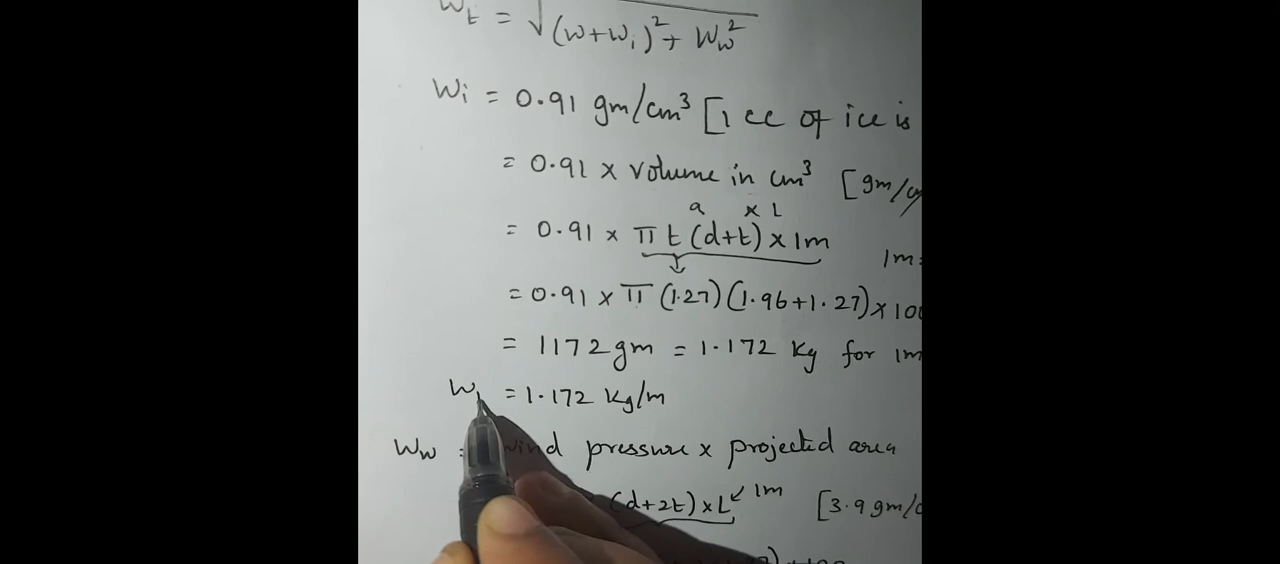 Wt = √(w+wi)² + Ww²
Wi = 0.91 gm/cm³ [1 cc of ice is
= 0.91 × volume in cm³ [gm/c
a × L
= 0.91 × π t (d+t) × 1m 1m =
= 0.91 × π (1.27) (1.96+1.27) × 100
= 1172 gm = 1.172 Kg for 1m
Wi = 1.172 Kg/m
Ww = wind pressure × projected area
(d+2t) × L ↙ 1m [3.9 gm/c
) × 100